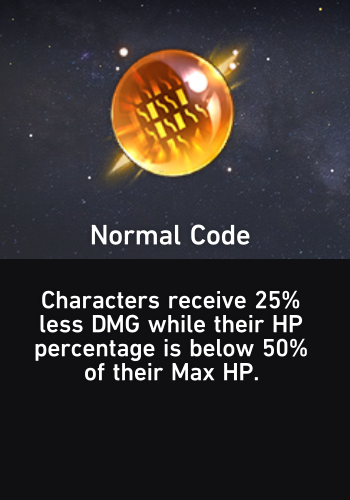 Normal Code
Characters receive 25%
less DMG while their HP
percentage is below 50%
of their Max HP.